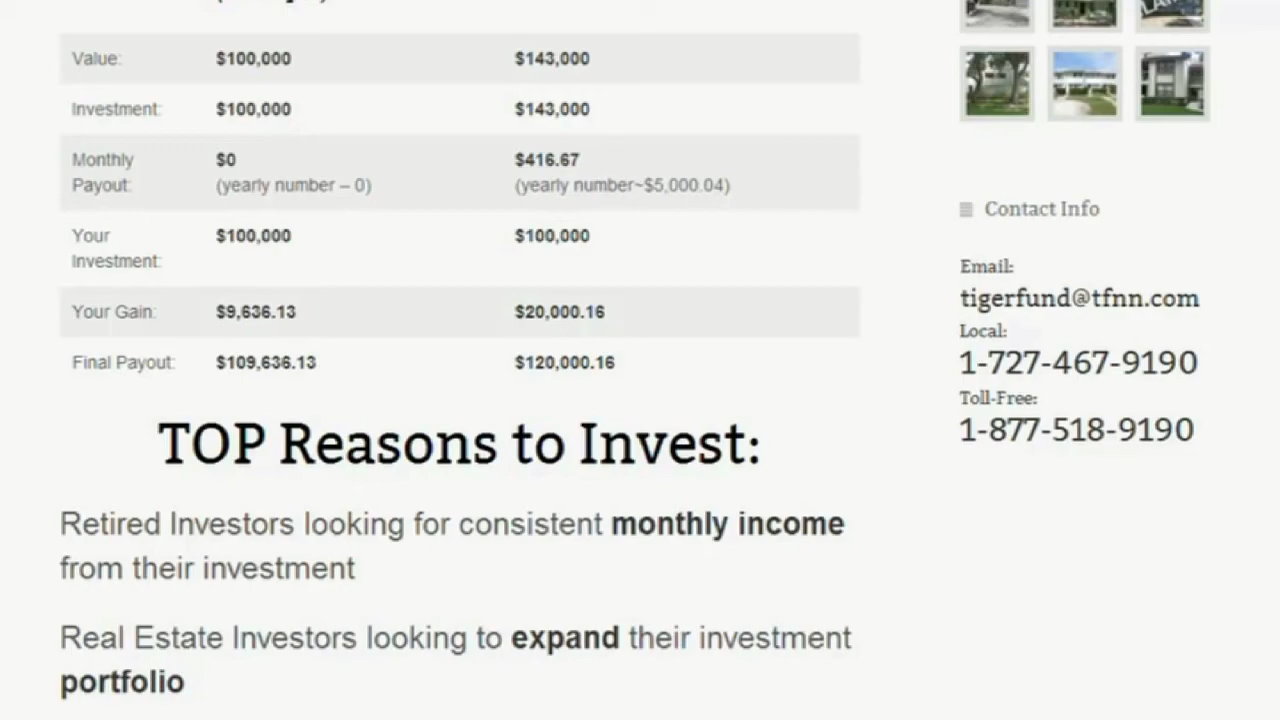 Value: $100,000 $143,000
Investment: $100,000 $143,000
Monthly $0 $416.67
Payout: (yearly number – 0) (yearly number~$5,000.04)
Your $100,000 $100,000
Investment:
Your Gain: $9,636.13 $20,000.16
Final Payout: $109,636.13 $120,000.16
TOP Reasons to Invest:
Retired Investors looking for consistent monthly income
from their investment
Real Estate Investors looking to expand their investment
portfolio
Contact Info
Email:
tigerfund@tfnn.com
Local:
1-727-467-9190
Toll-Free:
1-877-518-9190